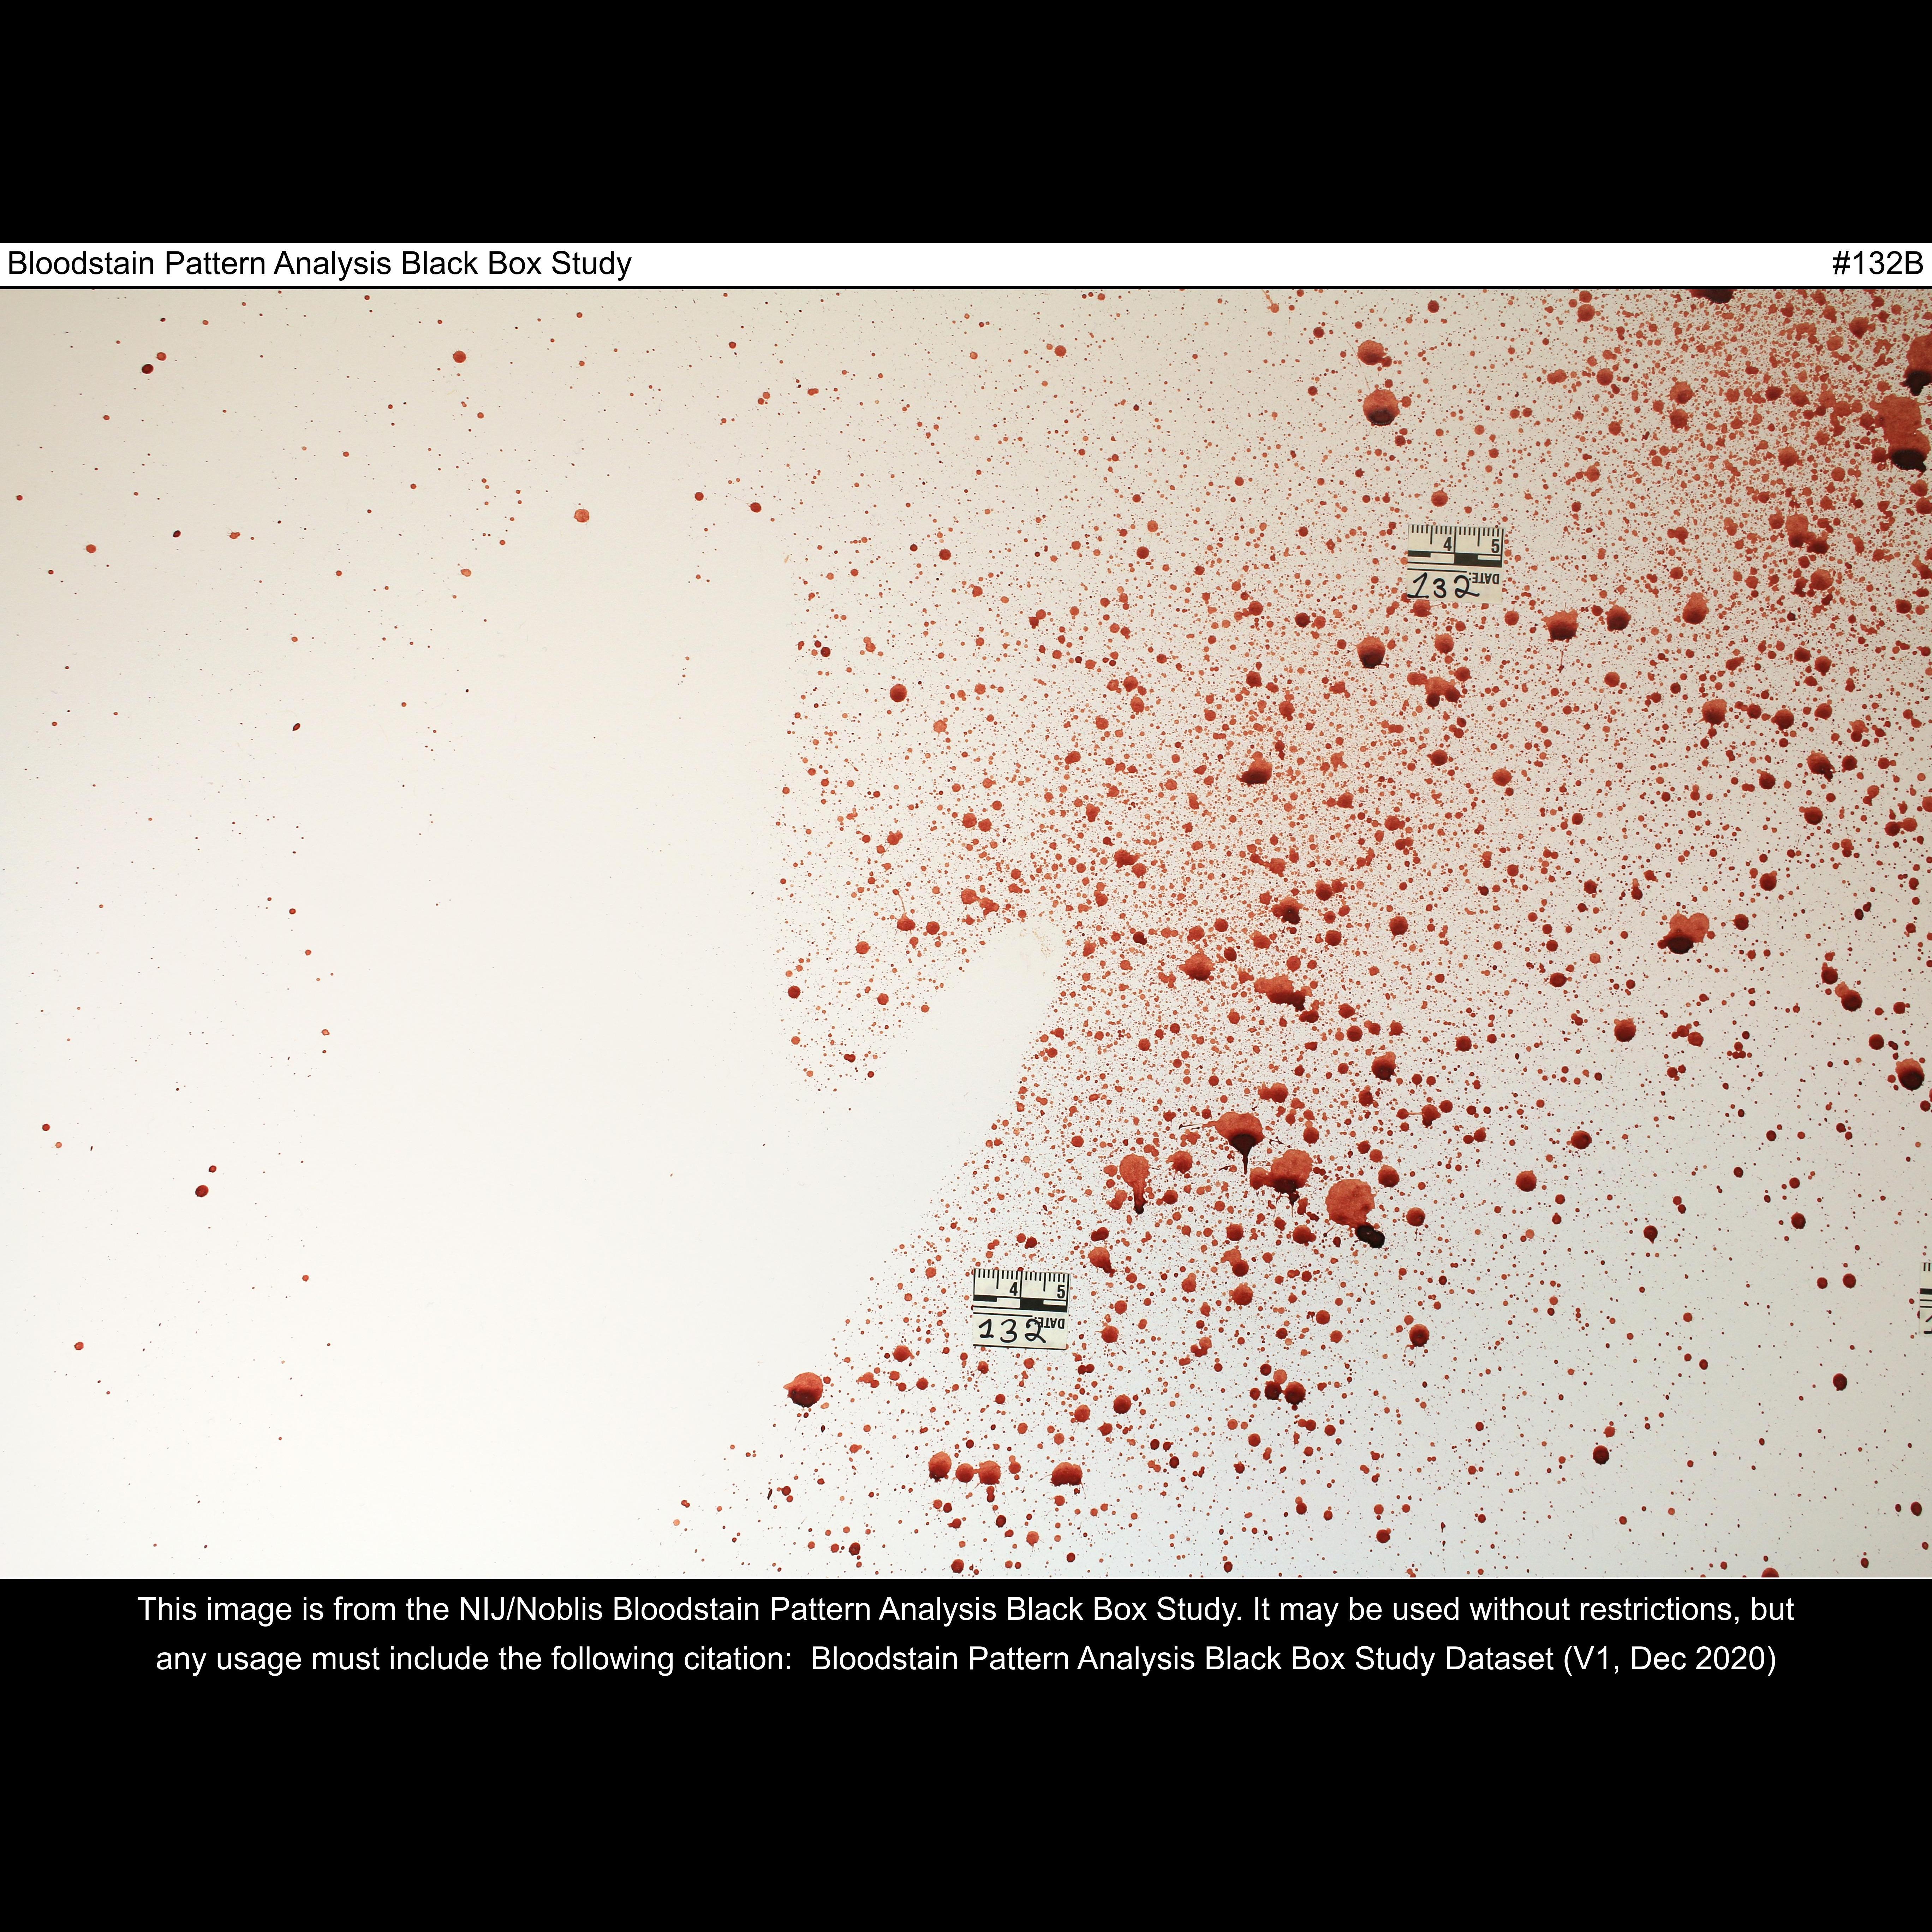 Bloodstain Pattern Analysis Black Box Study #132B
4 5
DATE:
132
4 5
DATE:
132
This image is from the NIJ/Noblis Bloodstain Pattern Analysis Black Box Study. It may be used without restrictions, but
any usage must include the following citation: Bloodstain Pattern Analysis Black Box Study Dataset (V1, Dec 2020)